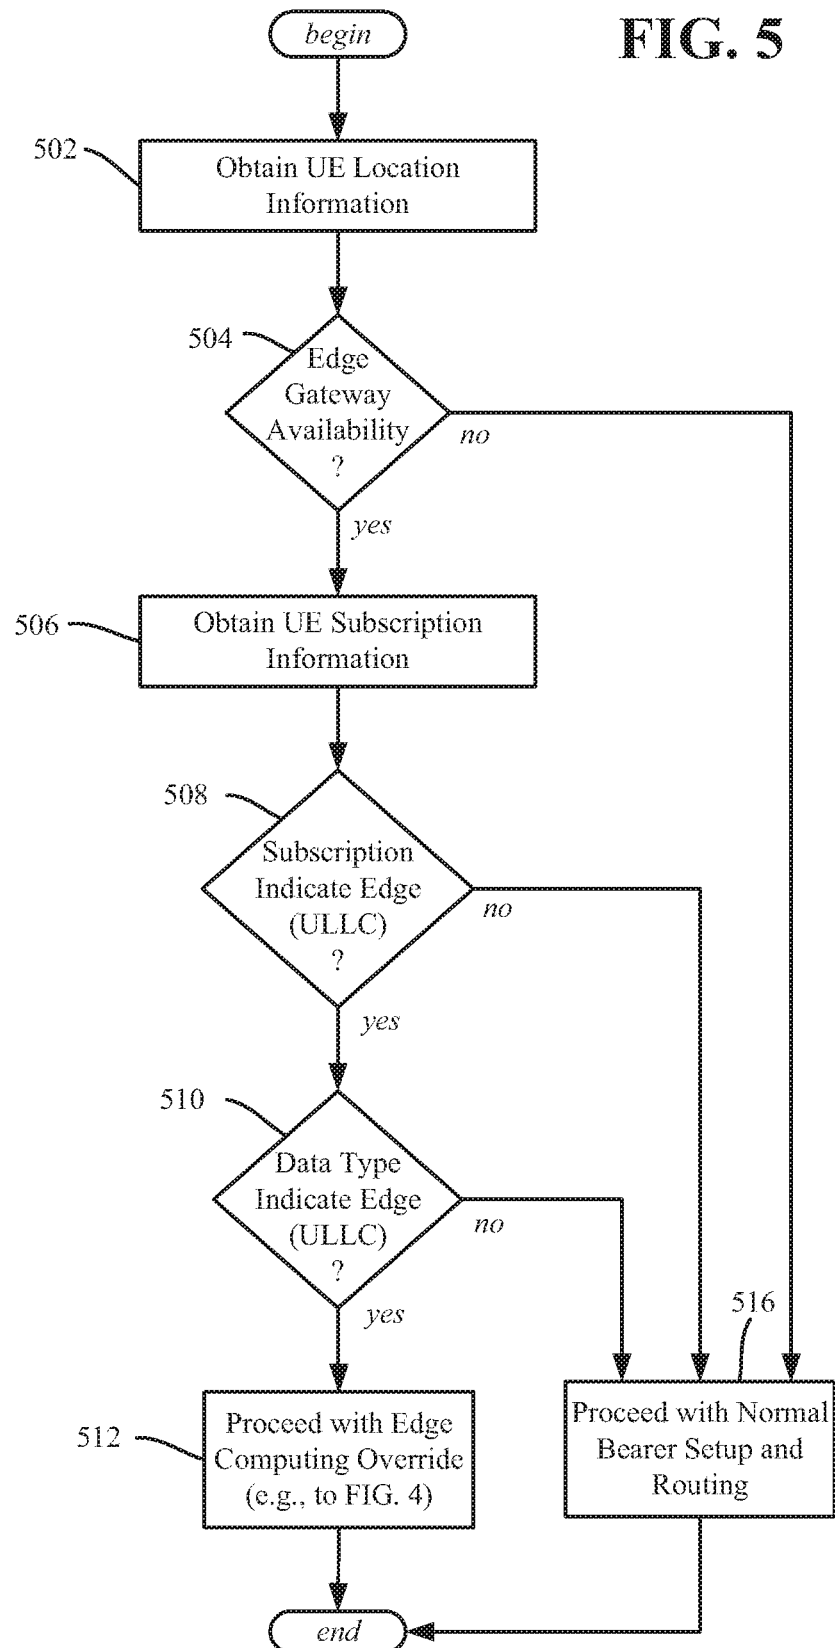 begin
FIG. 5
502
Obtain UE Location
Information
504
Edge
Gateway
Availability
?
no
yes
506
Obtain UE Subscription
Information
508
Subscription
Indicate Edge
(ULLC)
?
no
yes
510
Data Type
Indicate Edge
(ULLC)
?
no
yes
516
512
Proceed with Edge
Computing Override
(e.g., to FIG. 4)
Proceed with Normal
Bearer Setup and
Routing
end